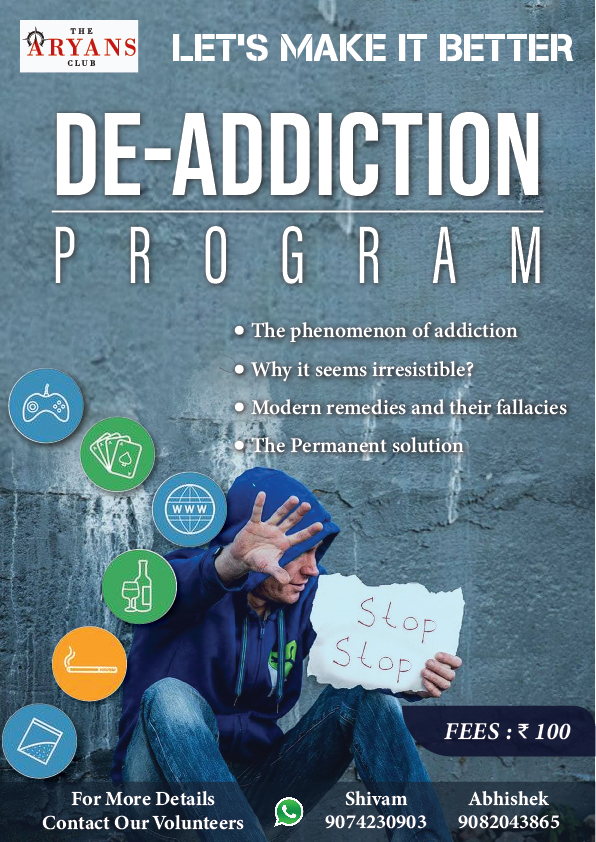 THE
ARYANS
CLUB
LET'S MAKE IT BETTER
DE-ADDICTION
PROGRAM
• The phenomenon of addiction
• Why it seems irresistible?
• Modern remedies and their fallacies
• The Permanent solution
WWW
Stop
Stop
FEES : ₹ 100
For More Details
Contact Our Volunteers
Shivam
9074230903
Abhishek
9082043865